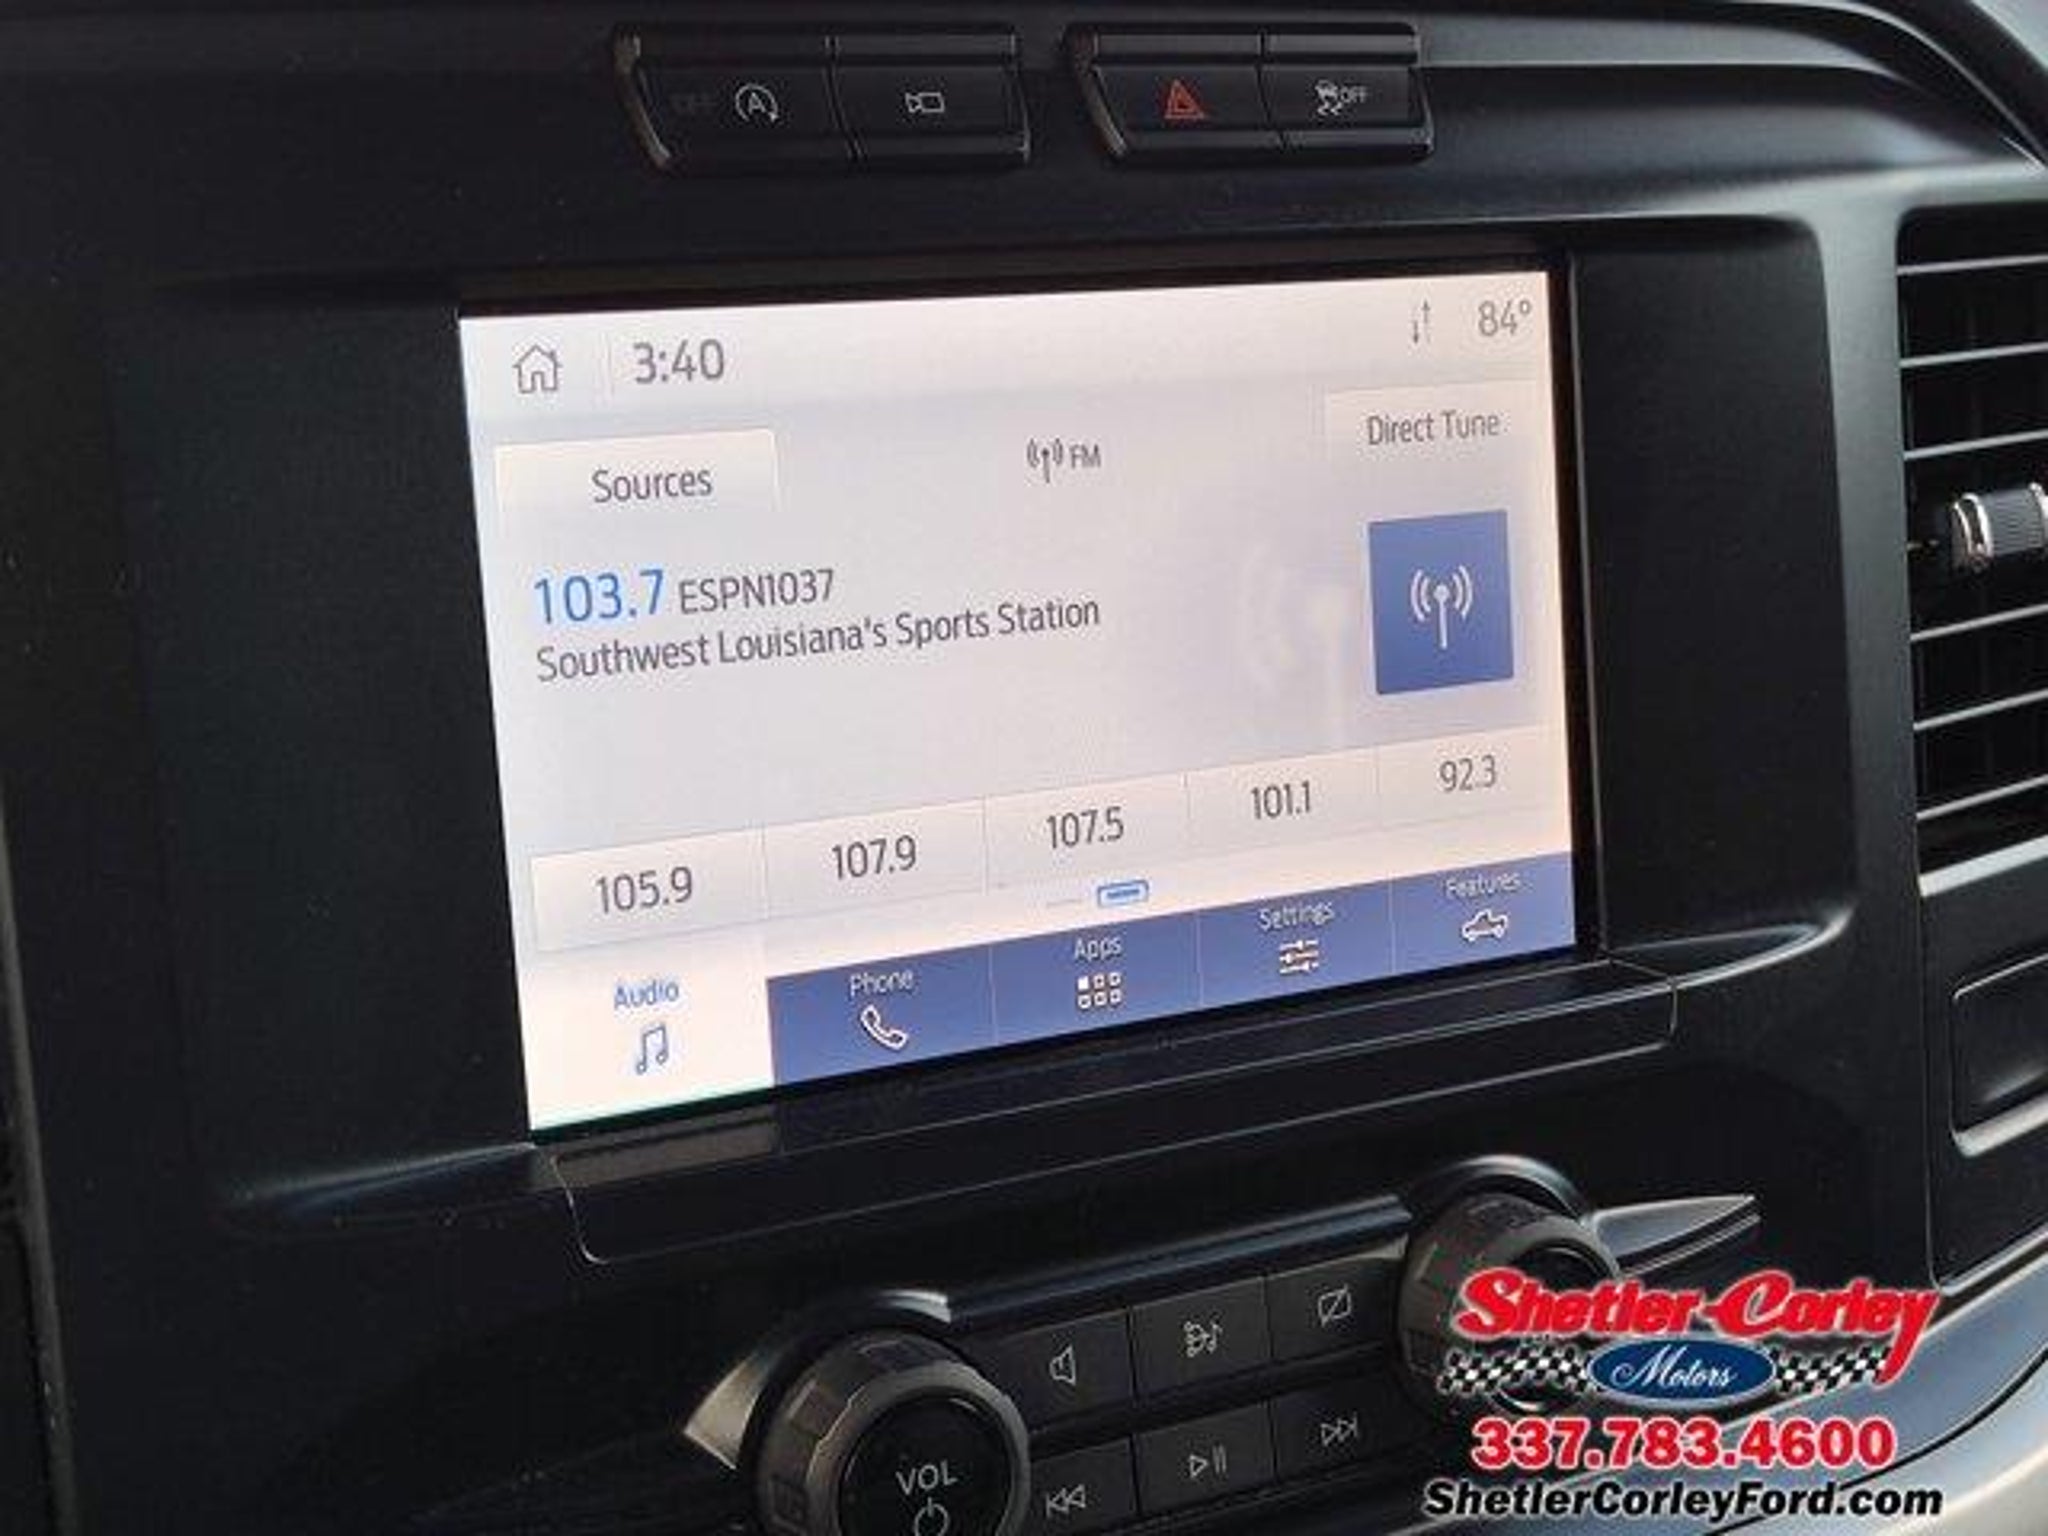 OFF A
OFF
3:40
84°
Sources
FM
Direct Tune
103.7 ESPN1037
Southwest Louisiana's Sports Station
105.9
107.9
107.5
101.1
92.3
Audio
Phone
Apps
Settings
Features
VOL
Shetler-Corley
Motors
337.783.4600
ShetlerCorleyFord.com